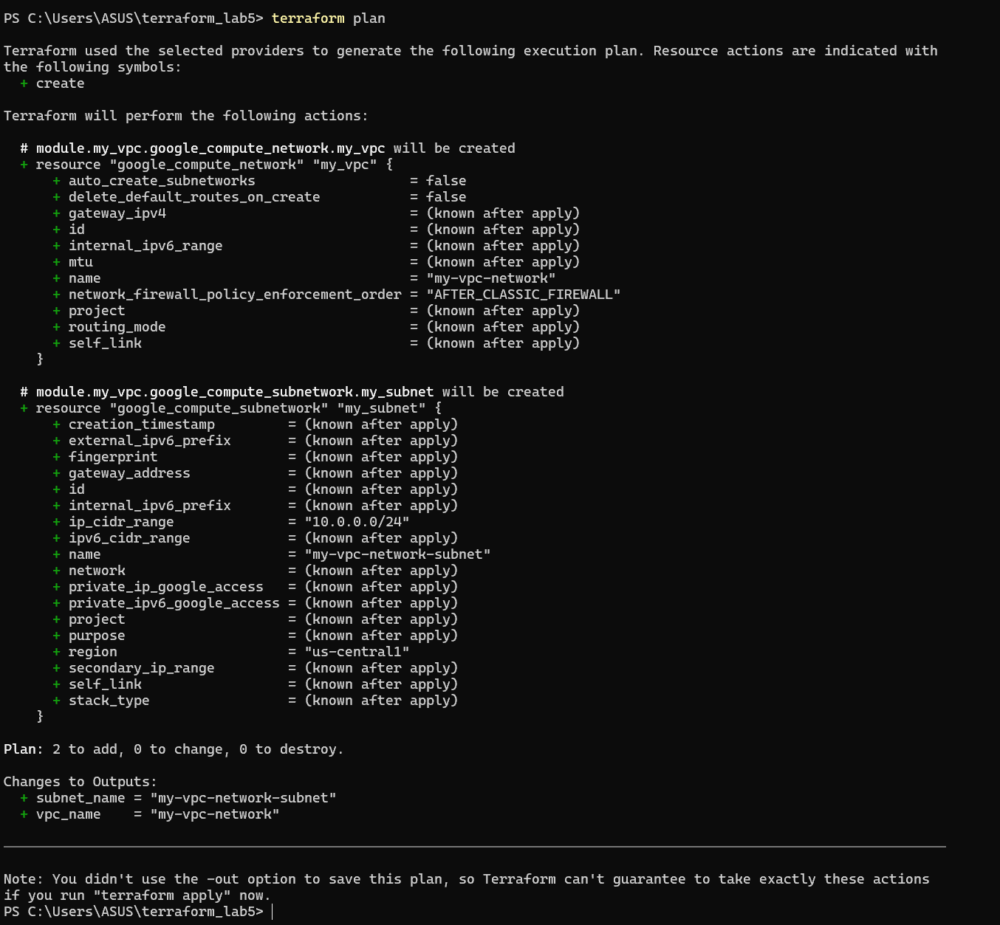 PS C:\Users\ASUS\terraform_lab5> terraform plan

Terraform used the selected providers to generate the following execution plan. Resource actions are indicated with
the following symbols:
  + create

Terraform will perform the following actions:

  # module.my_vpc.google_compute_network.my_vpc will be created
  + resource "google_compute_network" "my_vpc" {
      + auto_create_subnetworks                   = false
      + delete_default_routes_on_create           = false
      + gateway_ipv4                              = (known after apply)
      + id                                        = (known after apply)
      + internal_ipv6_range                       = (known after apply)
      + mtu                                       = (known after apply)
      + name                                      = "my-vpc-network"
      + network_firewall_policy_enforcement_order = "AFTER_CLASSIC_FIREWALL"
      + project                                   = (known after apply)
      + routing_mode                              = (known after apply)
      + self_link                                 = (known after apply)
    }

  # module.my_vpc.google_compute_subnetwork.my_subnet will be created
  + resource "google_compute_subnetwork" "my_subnet" {
      + creation_timestamp         = (known after apply)
      + external_ipv6_prefix       = (known after apply)
      + fingerprint                = (known after apply)
      + gateway_address            = (known after apply)
      + id                         = (known after apply)
      + internal_ipv6_prefix       = (known after apply)
      + ip_cidr_range              = "10.0.0.0/24"
      + ipv6_cidr_range            = (known after apply)
      + name                       = "my-vpc-network-subnet"
      + network                    = (known after apply)
      + private_ip_google_access   = (known after apply)
      + private_ipv6_google_access = (known after apply)
      + project                    = (known after apply)
      + purpose                    = (known after apply)
      + region                     = "us-central1"
      + secondary_ip_range         = (known after apply)
      + self_link                  = (known after apply)
      + stack_type                 = (known after apply)
    }

Plan: 2 to add, 0 to change, 0 to destroy.

Changes to Outputs:
  + subnet_name = "my-vpc-network-subnet"
  + vpc_name    = "my-vpc-network"

Note: You didn't use the -out option to save this plan, so Terraform can't guarantee to take exactly these actions
if you run "terraform apply" now.
PS C:\Users\ASUS\terraform_lab5>